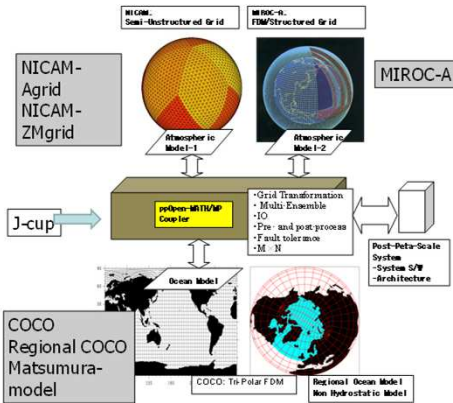 NICAM,
Semi-Unstructured Grid
MIROC-A,
FDM/Structured Grid
NICAM-
Agrid
NICAM-
ZMgrid
MIROC-A
Atmospheric
Model-1
Atmospheric
Model-2
J-cup
ppOpen-MATH/MP
Coupler
・Grid Transformation
・Multi-Ensemble
・IO
・Pre- and post-process
・Fault tolerance
・M×N
Post-Peta-Scale
System
-System S/W
-Architecture
Ocean Model
COCO
Regional COCO
Matsumura-
model
COCO: Tri-Polar FDM
Regional Ocean Model
Non Hydrostatic Model